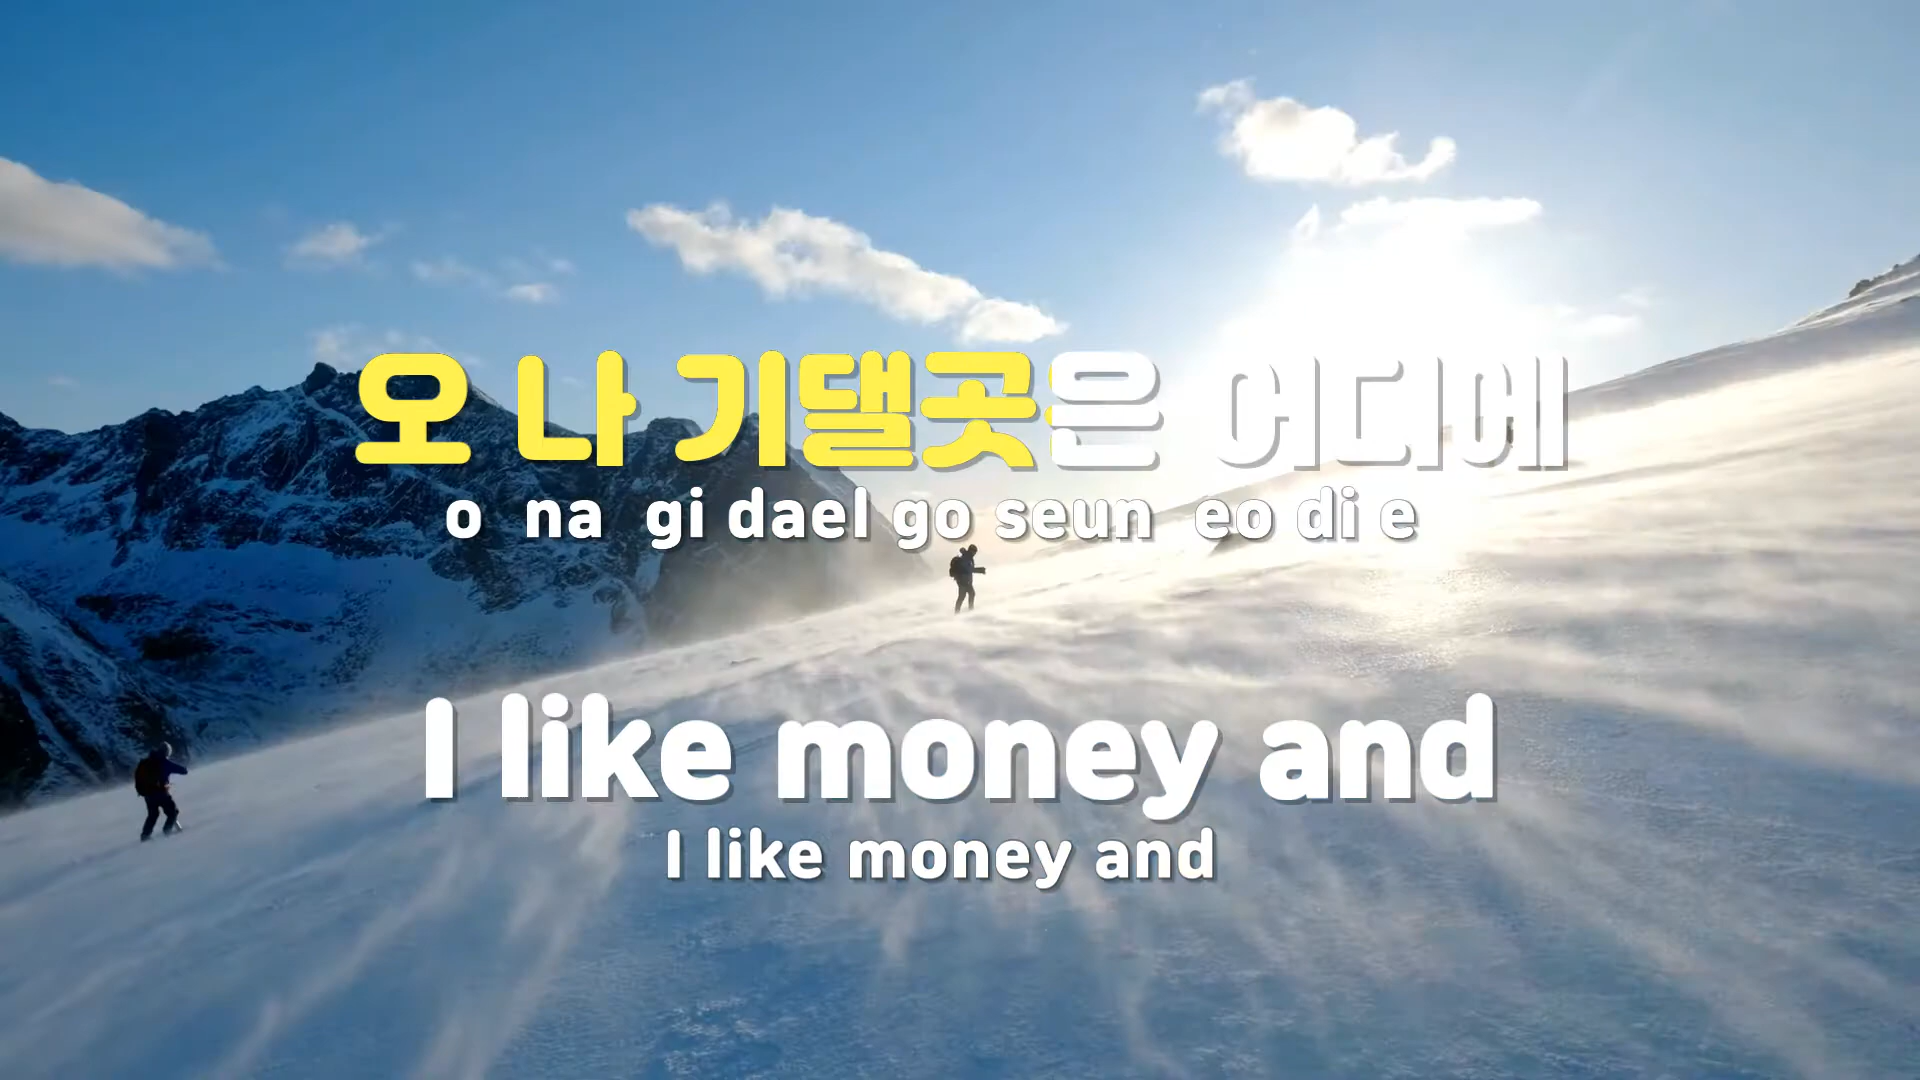 오 나 기댈곳은 어디에
o na gi dael go seun eo di e
I like money and
I like money and